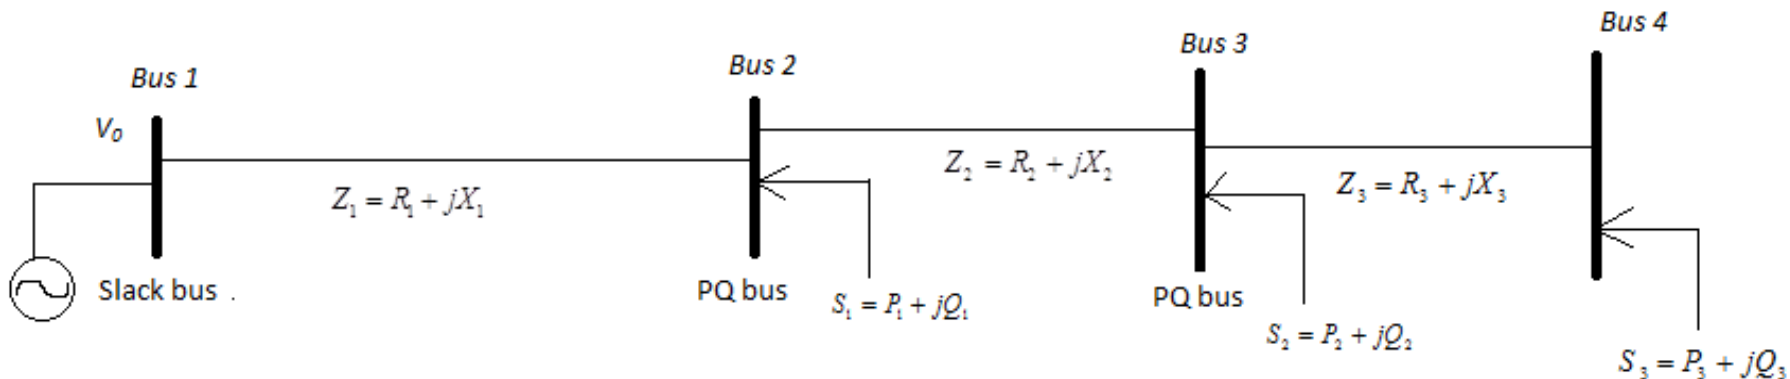 Bus 1
V0
Z1 = R1 + jX1
Slack bus .
Bus 2
PQ bus
S1 = P1 + jQ1
Z2 = R2 + jX2
Bus 3
PQ bus
S2 = P2 + jQ2
Z3 = R3 + jX3
Bus 4
S3 = P3 + jQ3